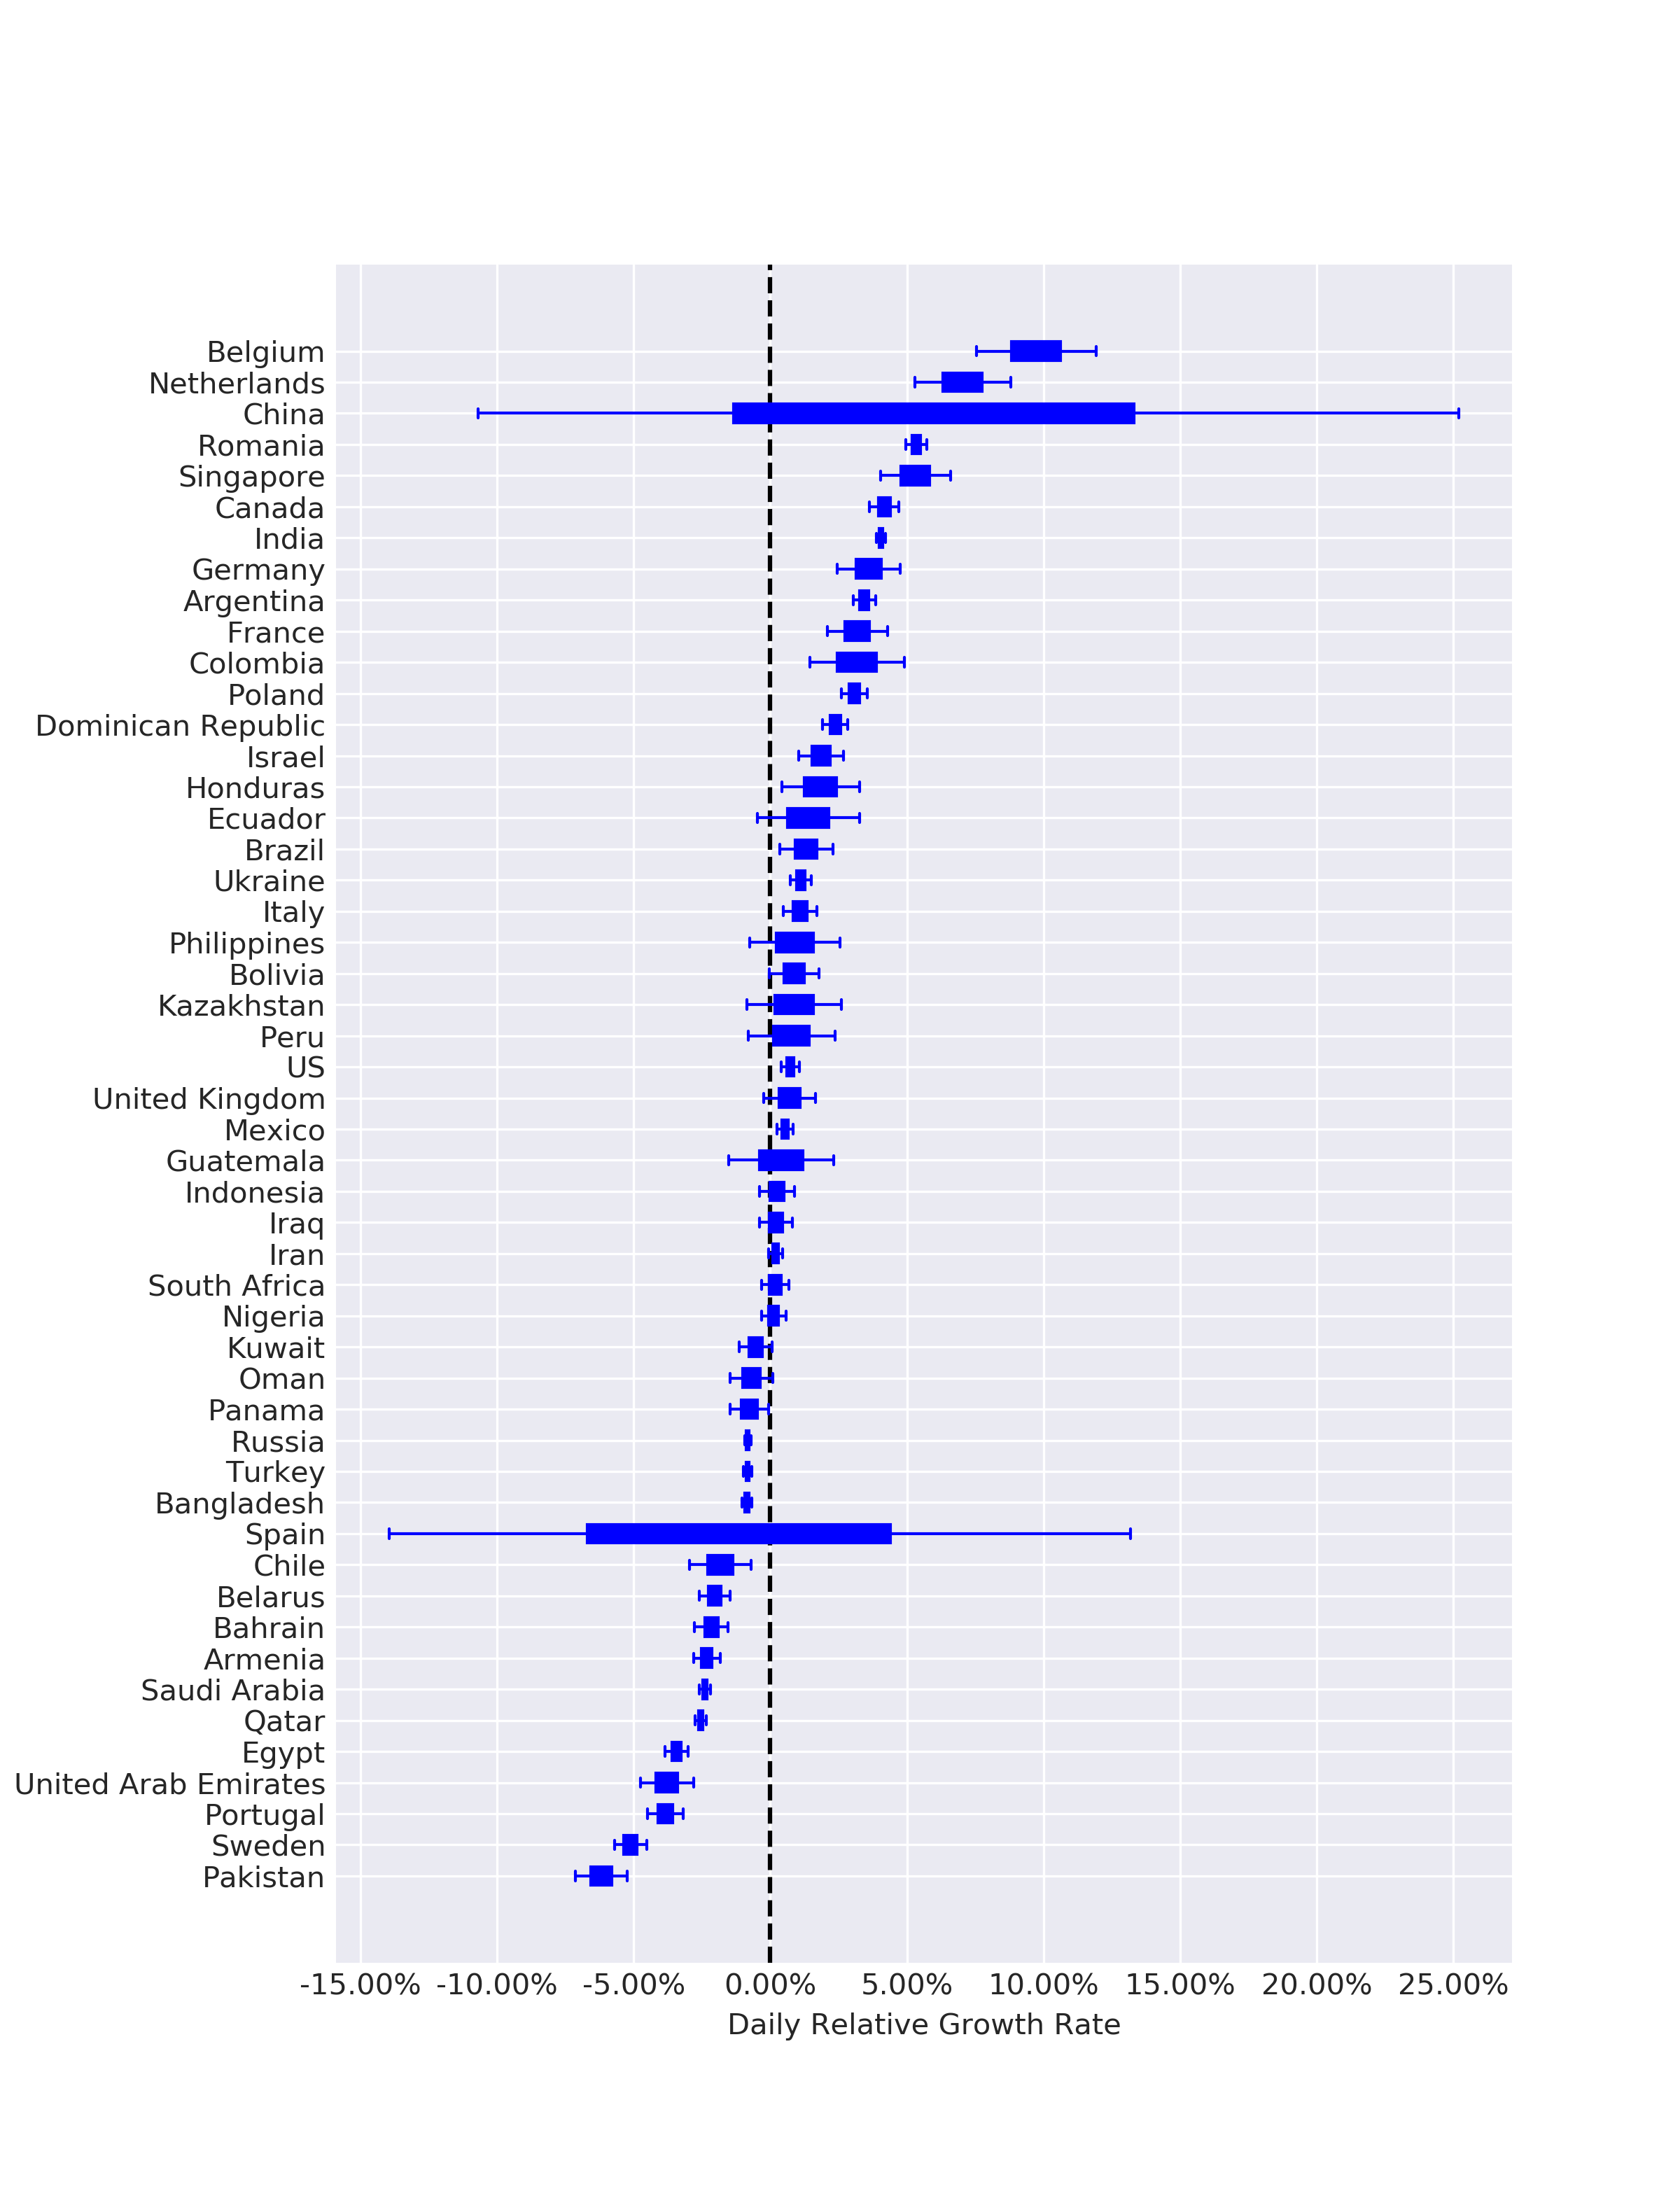 Belgium
Netherlands
China
Romania
Singapore
Canada
India
Germany
Argentina
France
Colombia
Poland
Dominican Republic
Israel
Honduras
Ecuador
Brazil
Ukraine
Italy
Philippines
Bolivia
Kazakhstan
Peru
US
United Kingdom
Mexico
Guatemala
Indonesia
Iraq
Iran
South Africa
Nigeria
Kuwait
Oman
Panama
Russia
Turkey
Bangladesh
Spain
Chile
Belarus
Bahrain
Armenia
Saudi Arabia
Qatar
Egypt
United Arab Emirates
Portugal
Sweden
Pakistan
-15.00% -10.00% -5.00% 0.00% 5.00% 10.00% 15.00% 20.00% 25.00%
Daily Relative Growth Rate